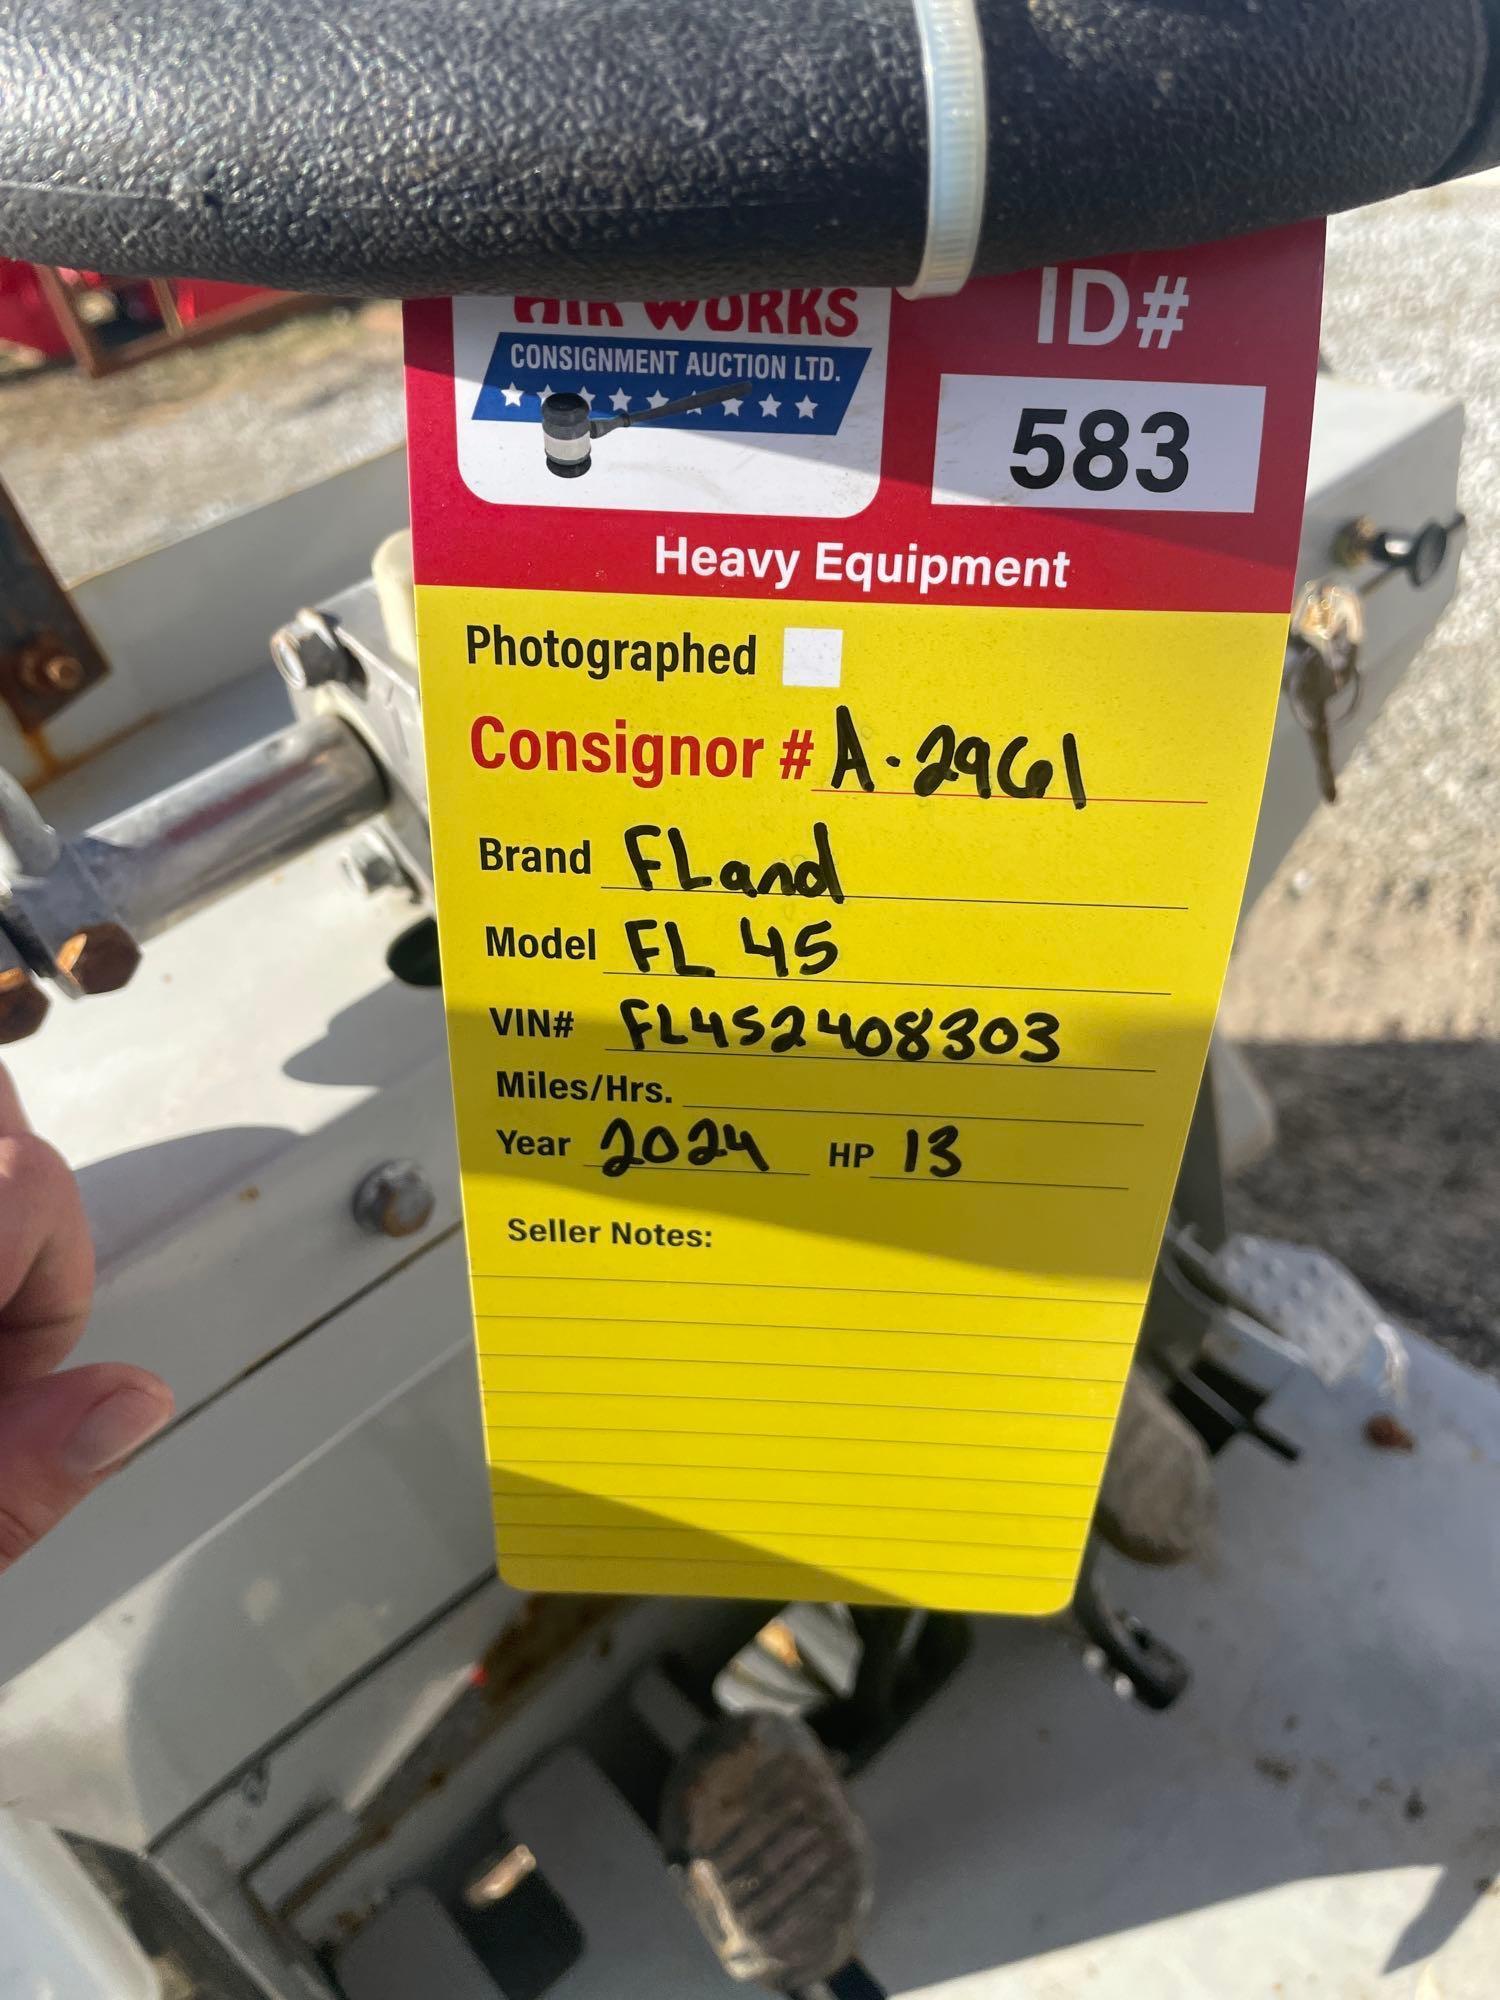 AIR WORKS
CONSIGNMENT AUCTION LTD.
ID#
583
Heavy Equipment
Photographed
Consignor # A-2961
Brand FLand
Model FL 45
VIN# FL452408303
Miles/Hrs.
Year 2024 HP 13
Seller Notes: